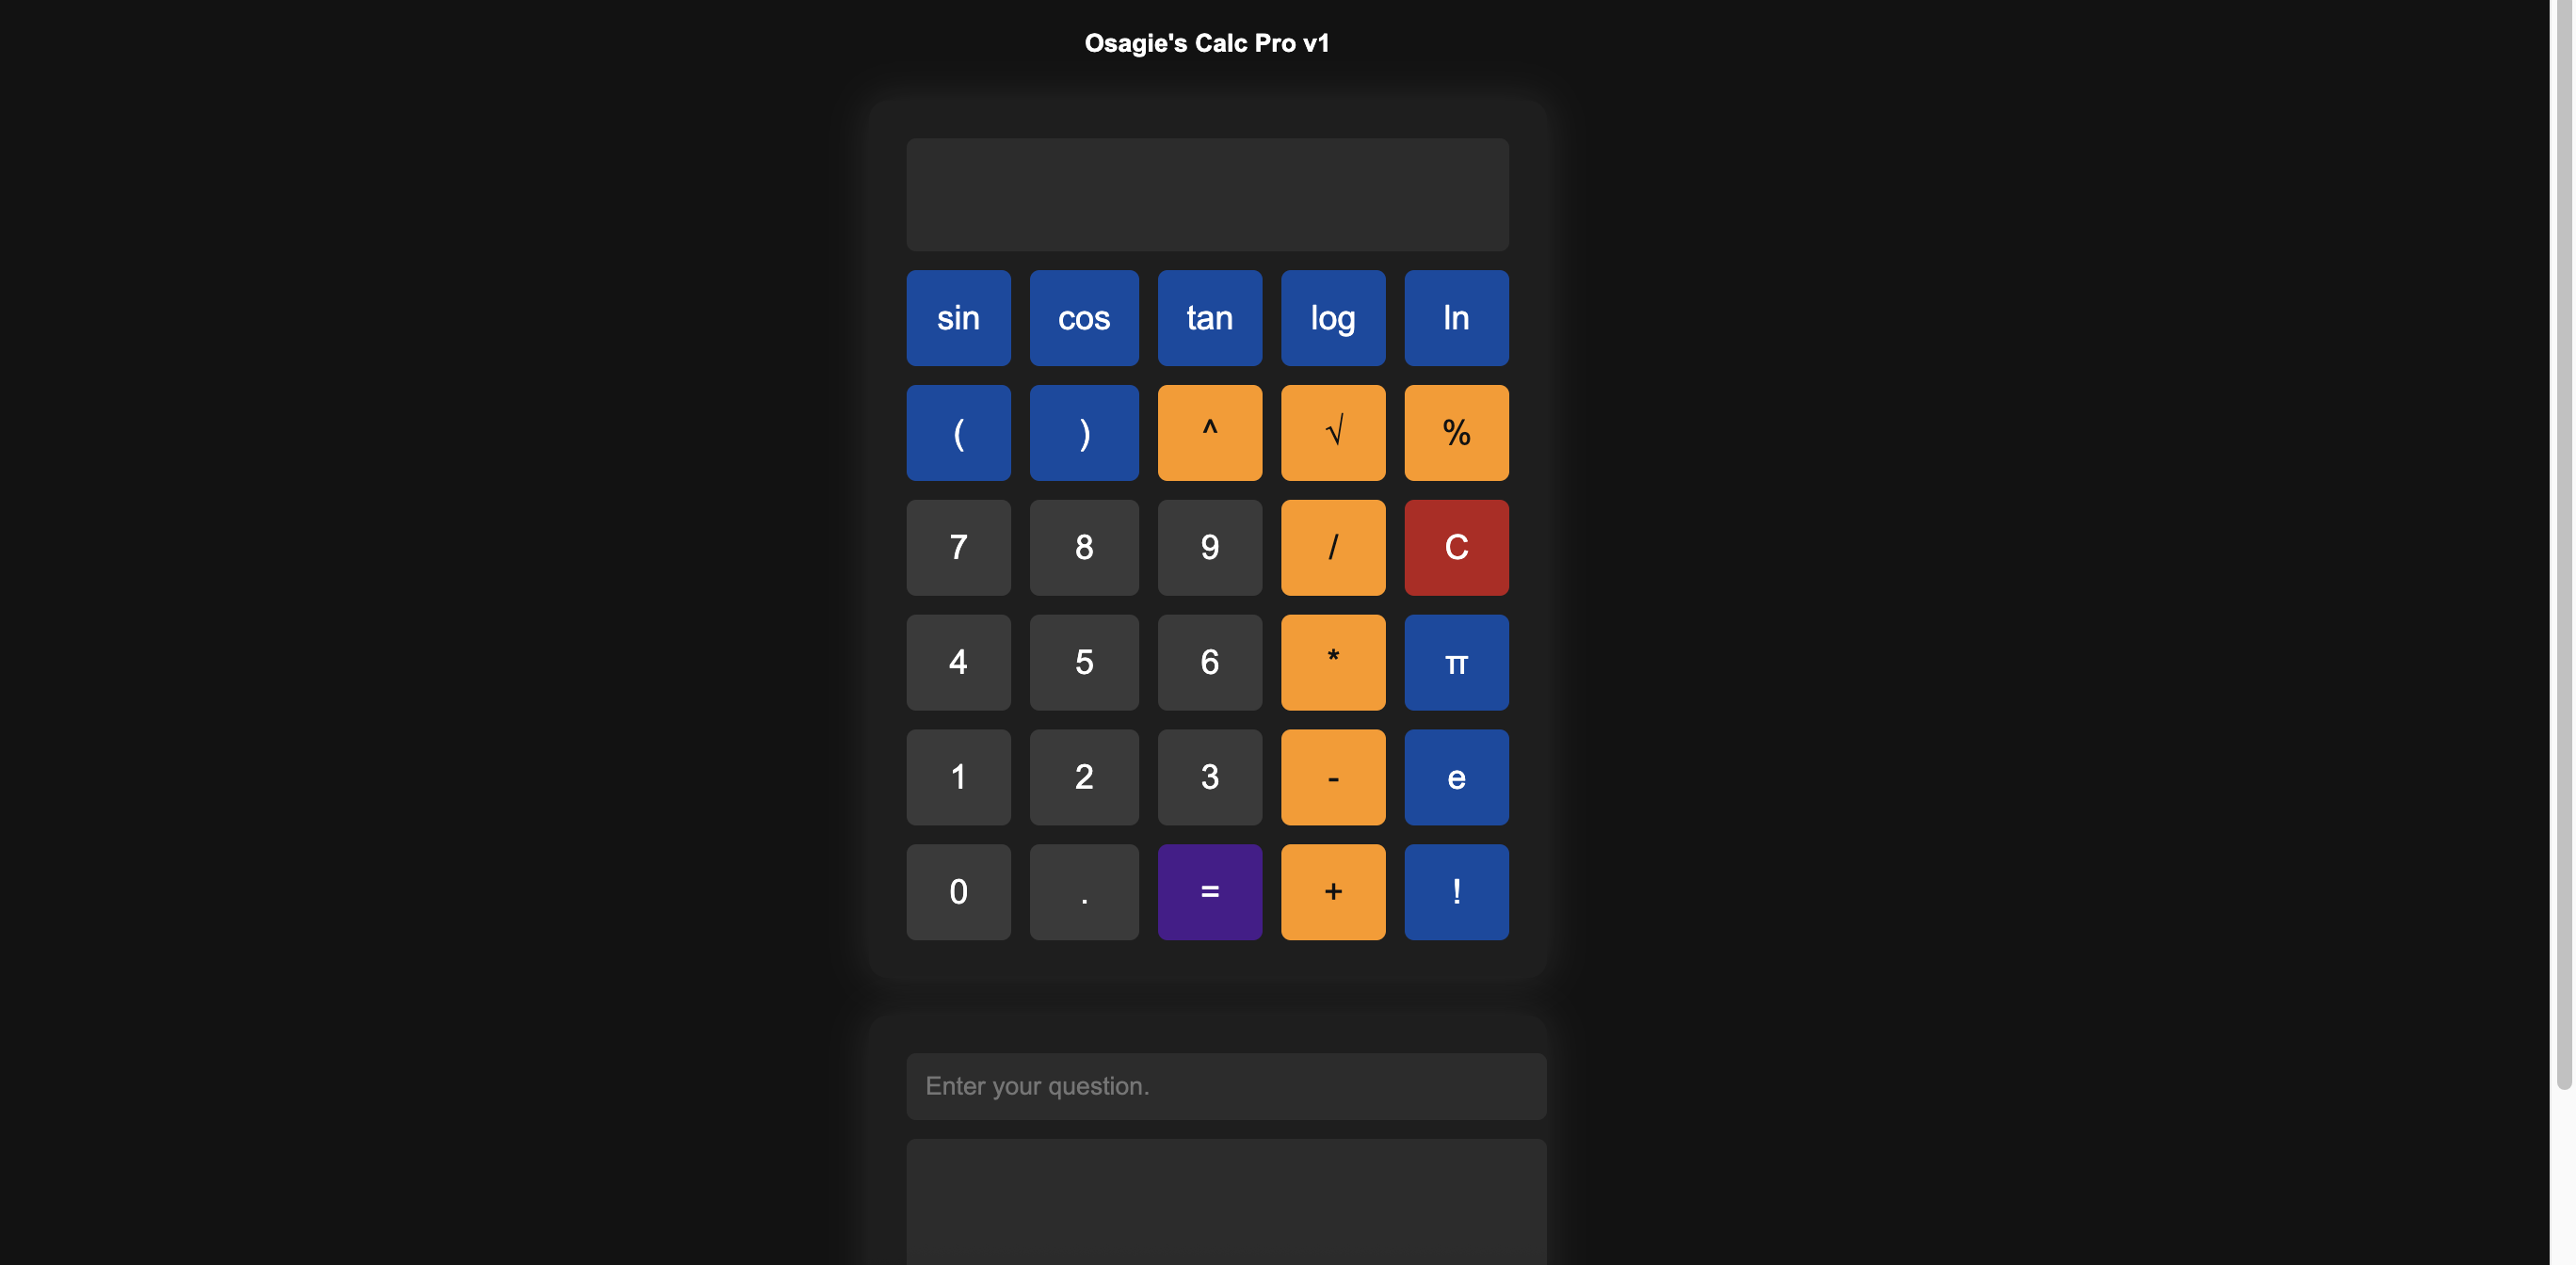 Osagie's Calc Pro v1
sin cos tan log ln
( ) ^ √ %
7 8 9 / C
4 5 6 * π
1 2 3 - e
0 . = + !
Enter your question.